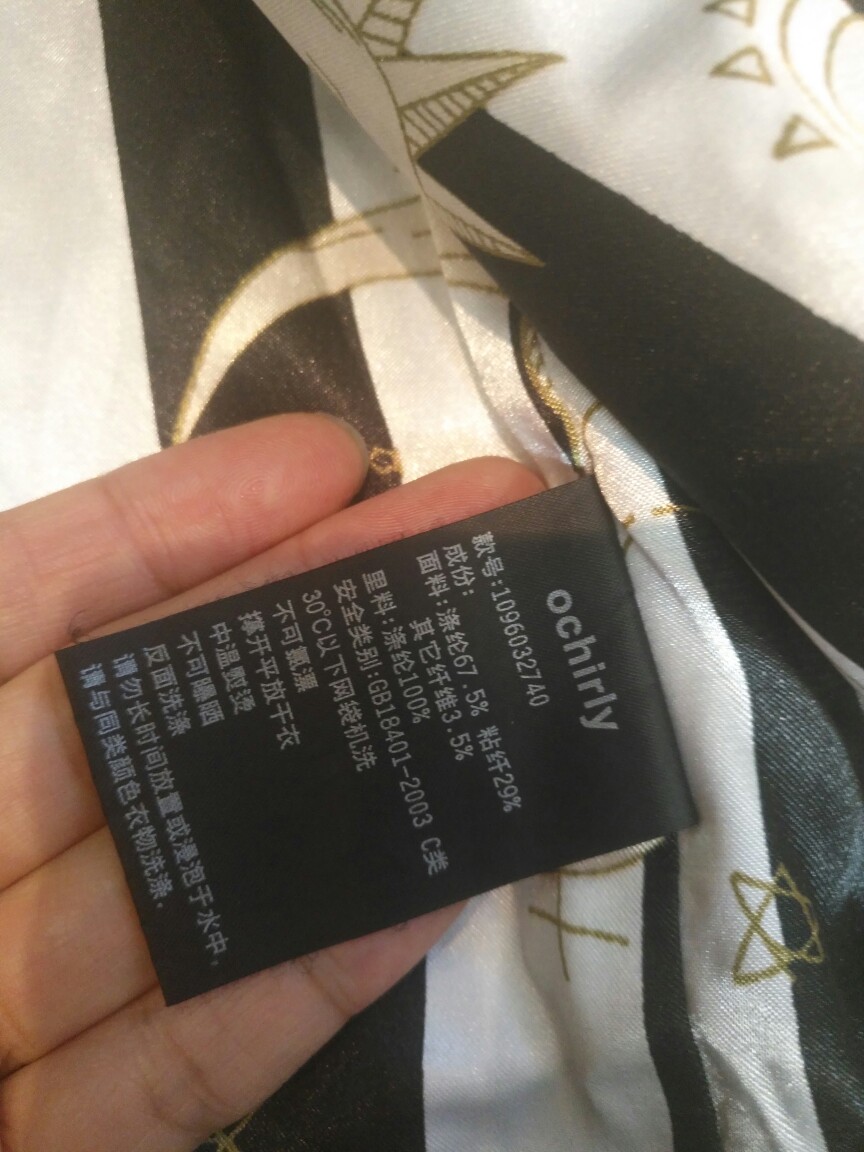 ochirly
款号:1096032740
成份:
面料:涤纶67.5% 粘纤29%
其它纤维3.5%
里料:涤纶100%
安全类别:GB18401-2003 C类
30℃以下网袋机洗
不可氯漂
摊开平放干衣
中温熨烫
不可曝晒
反面洗涤
请勿长时间放置或浸泡于水中,
请与同类颜色衣物洗涤.